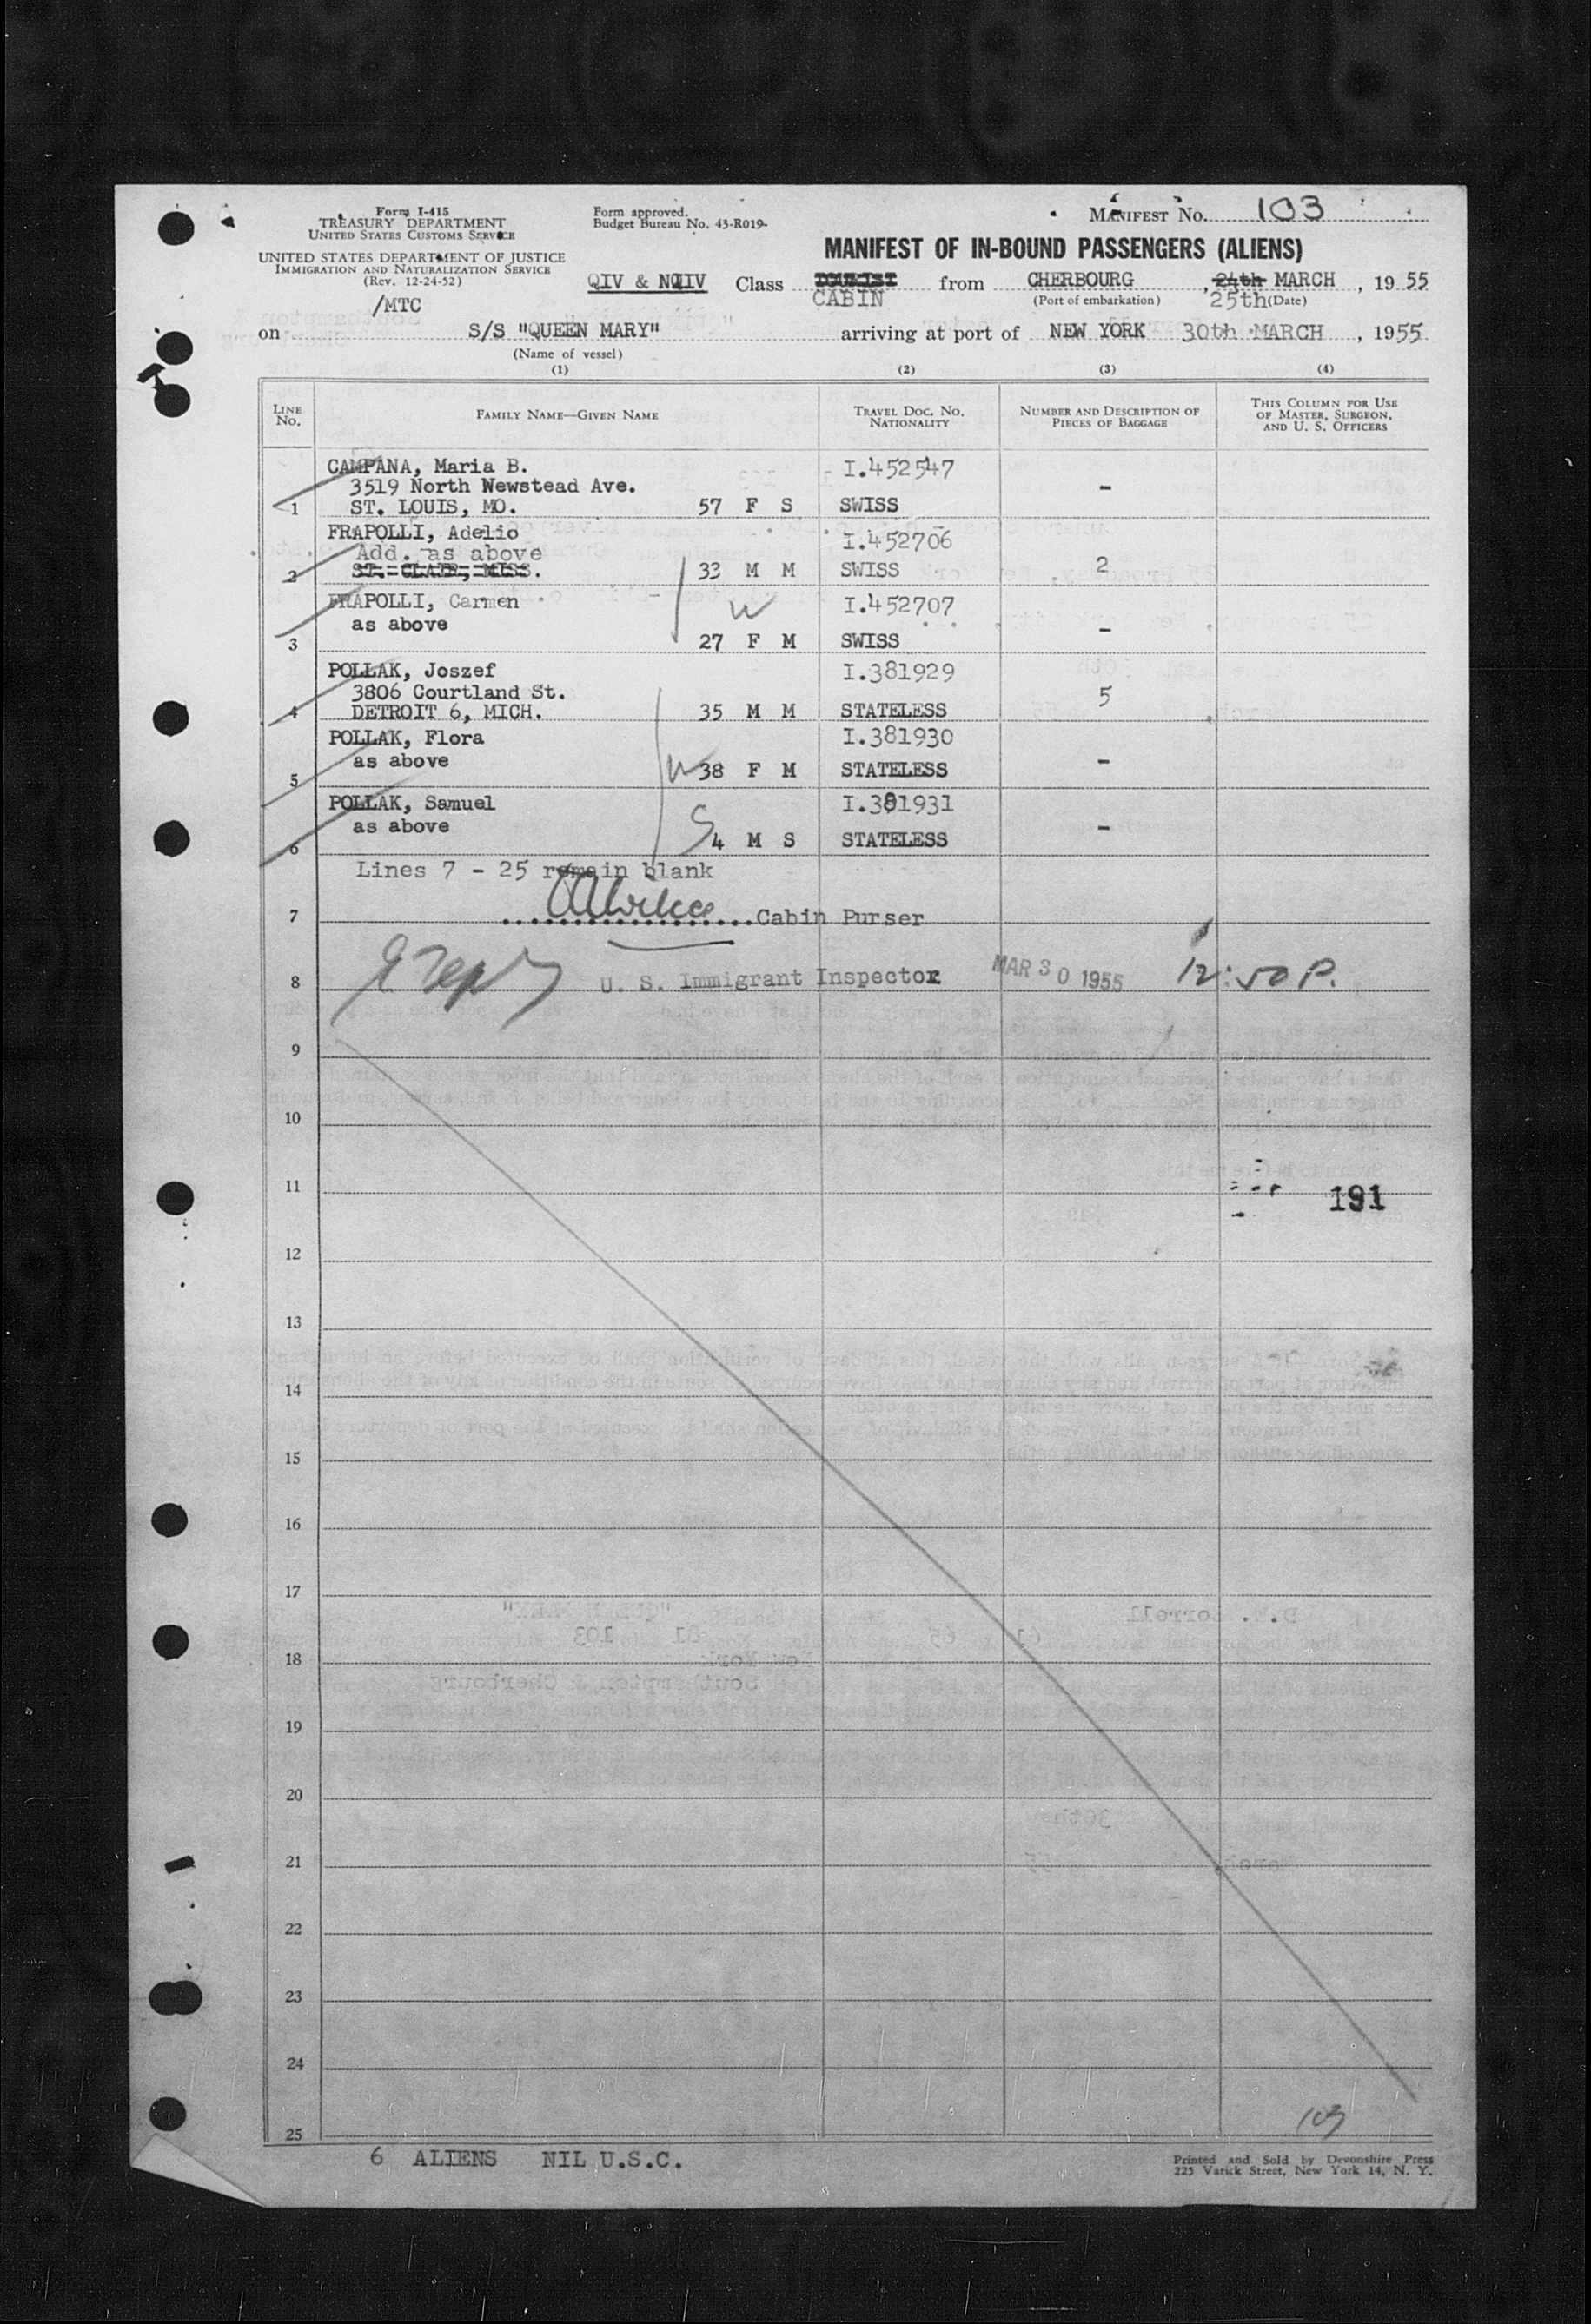 Form I-415
TREASURY DEPARTMENT
UNITED STATES CUSTOMS SERVICE
UNITED STATES DEPARTMENT OF JUSTICE
IMMIGRATION AND NATURALIZATION SERVICE
(Rev. 12-24-52)
/MTC
Form approved.
Budget Bureau No. 43-R019-
MANIFEST No. 103
MANIFEST OF IN-BOUND PASSENGERS (ALIENS)
QIV & NQIV Class TOURIST from CHERBOURG , 24th MARCH , 19 55
CABIN (Port of embarkation) 25th (Date)
on S/S "QUEEN MARY" arriving at port of NEW YORK 30th MARCH , 1955
(Name of vessel)
(1) (2) (3) (4)
LINE No. FAMILY NAME—GIVEN NAME TRAVEL DOC. NO. NATIONALITY NUMBER AND DESCRIPTION OF PIECES OF BAGGAGE THIS COLUMN FOR USE OF MASTER, SURGEON, AND U. S. OFFICERS
CAMPANA, Maria B. I.452547
3519 North Newstead Ave. -
1 ST. LOUIS, MO. 57 F S SWISS
FRAPOLLI, Adelio I.452706
Add. as above
2 ST. CLAIR, MISS. 33 M M SWISS 2
FRAPOLLI, Carmen W I.452707
as above -
3 27 F M SWISS
POLLAK, Joszef I.381929
3806 Courtland St. 5
4 DETROIT 6, MICH. 35 M M STATELESS
POLLAK, Flora I.381930
as above -
5 W 38 F M STATELESS
POLLAK, Samuel I.381931
as above -
6 S 4 M S STATELESS
Lines 7 - 25 remain blank
7 Cabin Purser
8 U. S. Immigrant Inspector MAR 30 1955 12:50 P.
9
10
11 191
12
13
14
15
16
17
18
19
20
21
22
23
24
103
25
6 ALIENS NIL U.S.C.
Printed and Sold by Devonshire Press
225 Varick Street, New York 14, N. Y.